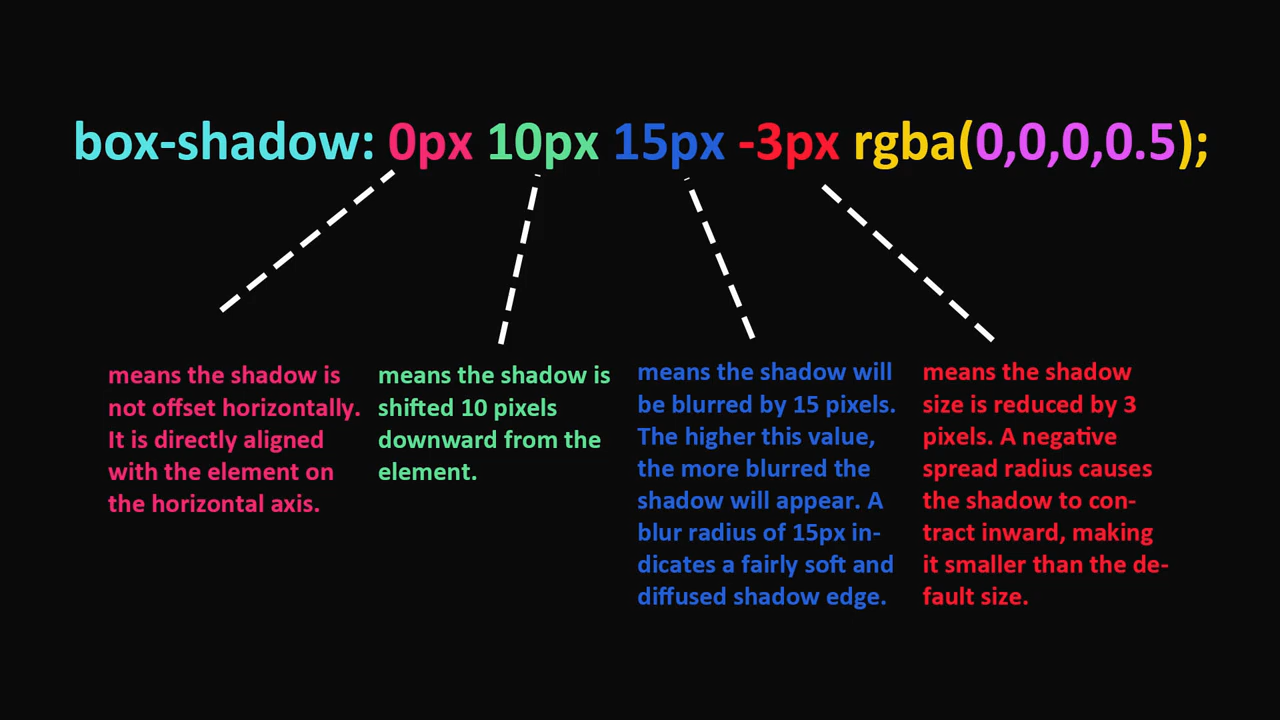 box-shadow: 0px 10px 15px -3px rgba(0,0,0,0.5);
means the shadow is
not offset horizontally.
It is directly aligned
with the element on
the horizontal axis.
means the shadow is
shifted 10 pixels
downward from the
element.
means the shadow will
be blurred by 15 pixels.
The higher this value,
the more blurred the
shadow will appear. A
blur radius of 15px in-
dicates a fairly soft and
diffused shadow edge.
means the shadow
size is reduced by 3
pixels. A negative
spread radius causes
the shadow to con-
tract inward, making
it smaller than the de-
fault size.